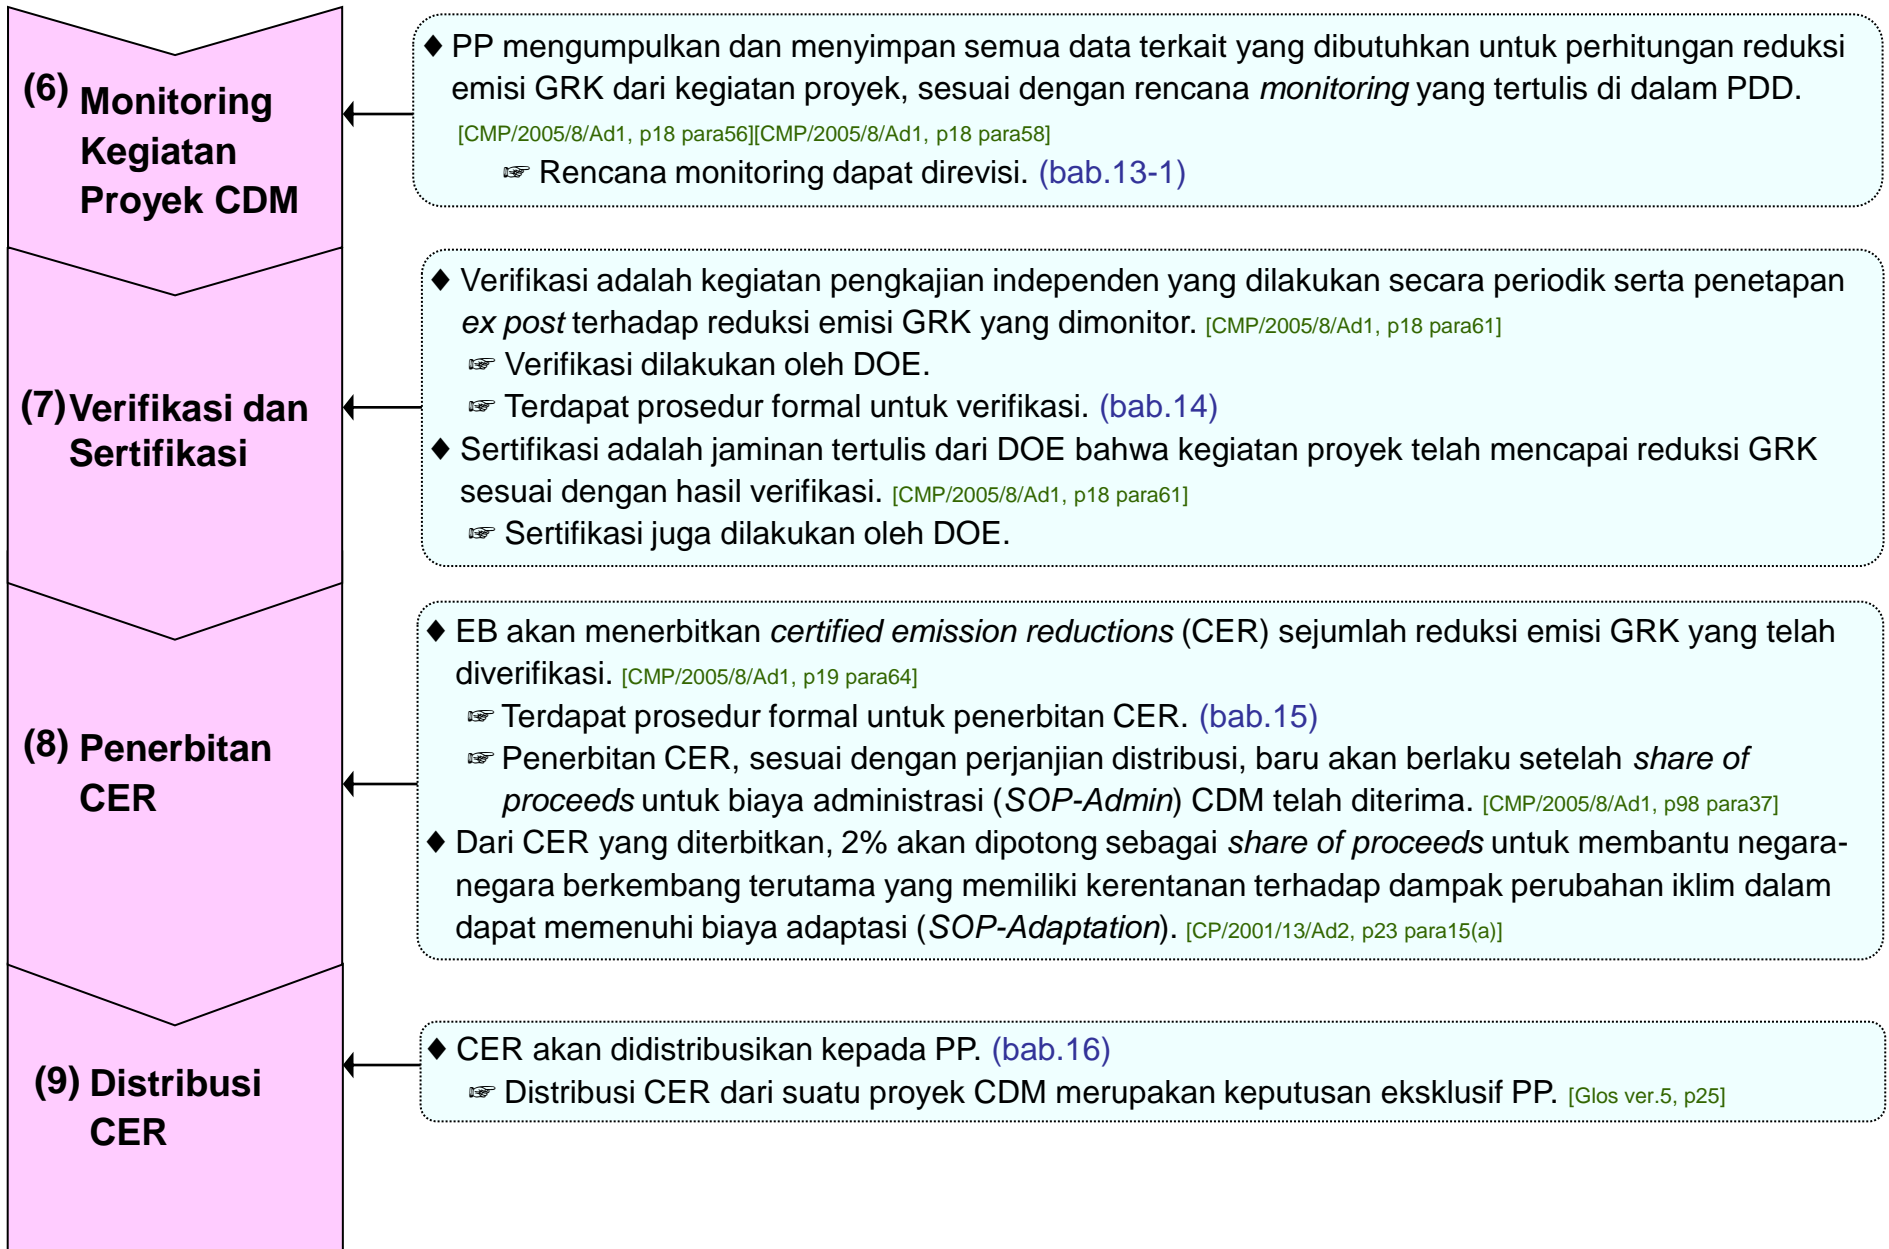 (6) Monitoring
Kegiatan
Proyek CDM
♦ PP mengumpulkan dan menyimpan semua data terkait yang dibutuhkan untuk perhitungan reduksi
emisi GRK dari kegiatan proyek, sesuai dengan rencana monitoring yang tertulis di dalam PDD.
[CMP/2005/8/Ad1, p18 para56][CMP/2005/8/Ad1, p18 para58]
☞ Rencana monitoring dapat direvisi. (bab.13-1)
(7) Verifikasi dan
Sertifikasi
♦ Verifikasi adalah kegiatan pengkajian independen yang dilakukan secara periodik serta penetapan
ex post terhadap reduksi emisi GRK yang dimonitor. [CMP/2005/8/Ad1, p18 para61]
☞ Verifikasi dilakukan oleh DOE.
☞ Terdapat prosedur formal untuk verifikasi. (bab.14)
♦ Sertifikasi adalah jaminan tertulis dari DOE bahwa kegiatan proyek telah mencapai reduksi GRK
sesuai dengan hasil verifikasi. [CMP/2005/8/Ad1, p18 para61]
☞ Sertifikasi juga dilakukan oleh DOE.
(8) Penerbitan
CER
♦ EB akan menerbitkan certified emission reductions (CER) sejumlah reduksi emisi GRK yang telah
diverifikasi. [CMP/2005/8/Ad1, p19 para64]
☞ Terdapat prosedur formal untuk penerbitan CER. (bab.15)
☞ Penerbitan CER, sesuai dengan perjanjian distribusi, baru akan berlaku setelah share of
proceeds untuk biaya administrasi (SOP-Admin) CDM telah diterima. [CMP/2005/8/Ad1, p98 para37]
♦ Dari CER yang diterbitkan, 2% akan dipotong sebagai share of proceeds untuk membantu negara-
negara berkembang terutama yang memiliki kerentanan terhadap dampak perubahan iklim dalam
dapat memenuhi biaya adaptasi (SOP-Adaptation). [CP/2001/13/Ad2, p23 para15(a)]
(9) Distribusi
CER
♦ CER akan didistribusikan kepada PP. (bab.16)
☞ Distribusi CER dari suatu proyek CDM merupakan keputusan eksklusif PP. [Glos ver.5, p25]